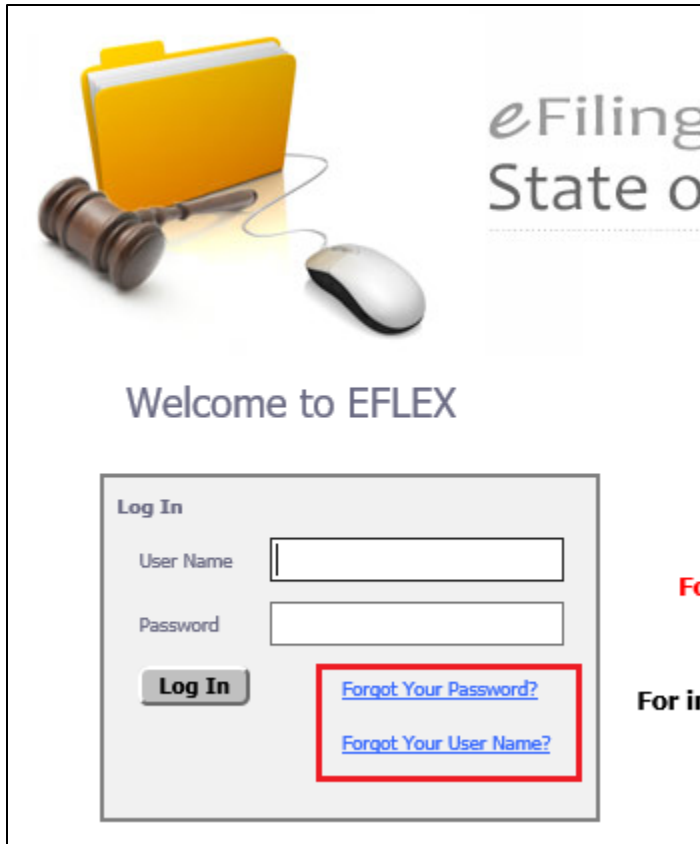 eFiling
State o
Welcome to EFLEX
Log In
User Name
Password
Log In
Forgot Your Password?
Forgot Your User Name?
Fo
For in